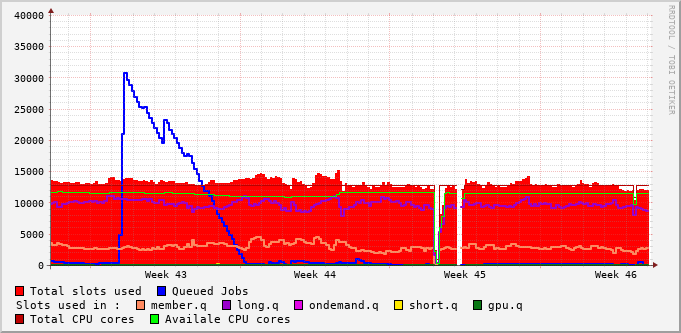 40000
35000
30000
25000
20000
15000
10000
5000
0
Week 43 Week 44 Week 45 Week 46
RRDTOOL / TOBI OETIKER
Total slots used Queued Jobs
Slots used in : member.q long.q ondemand.q short.q gpu.q
Total CPU cores Availale CPU cores